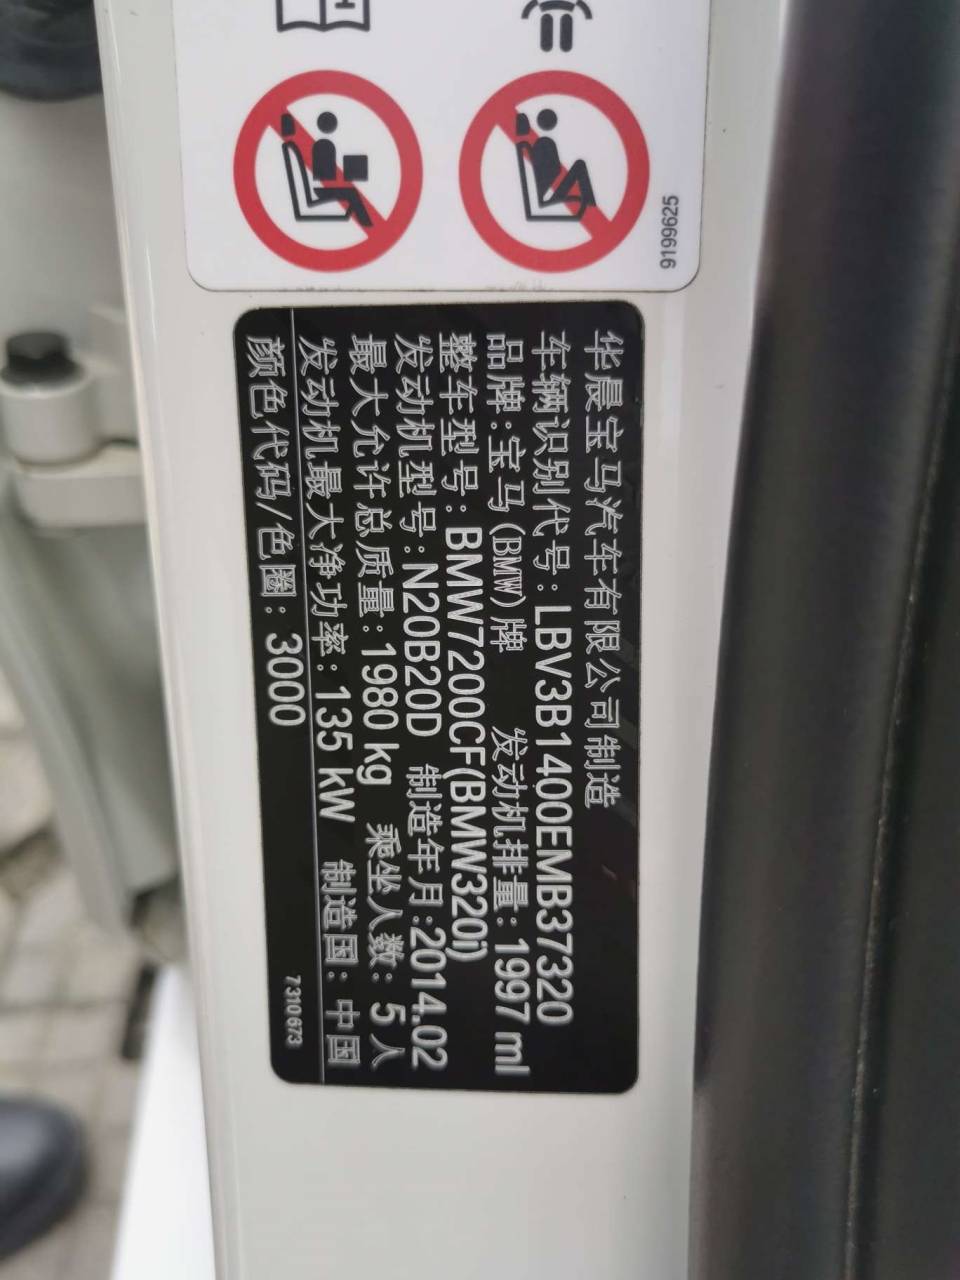 9199625
华晨宝马汽车有限公司制造
车辆识别代号：LBV3B1400EMB37320
品牌：宝马(BMW)牌 发动机排量：1997 ml
整车型号：BMW7200CF(BMW320i)
发动机型号：N20B20D 制造年月：2014.02
最大允许总质量：1980 kg 乘坐人数：5人
发动机最大净功率：135 kW 制造国：中国
颜色代码/色圈：3000
7 310 673